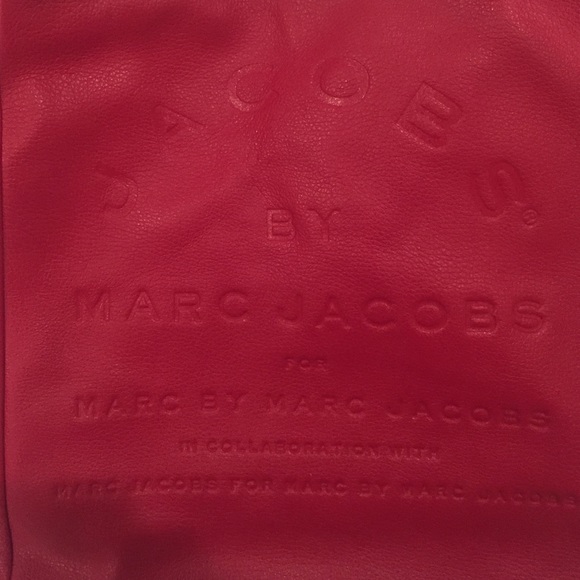 JACOBS®
BY
MARC JACOBS
FOR
MARC BY MARC JACOBS
IN COLLABORATION WITH
MARC JACOBS FOR MARC BY MARC JACOBS